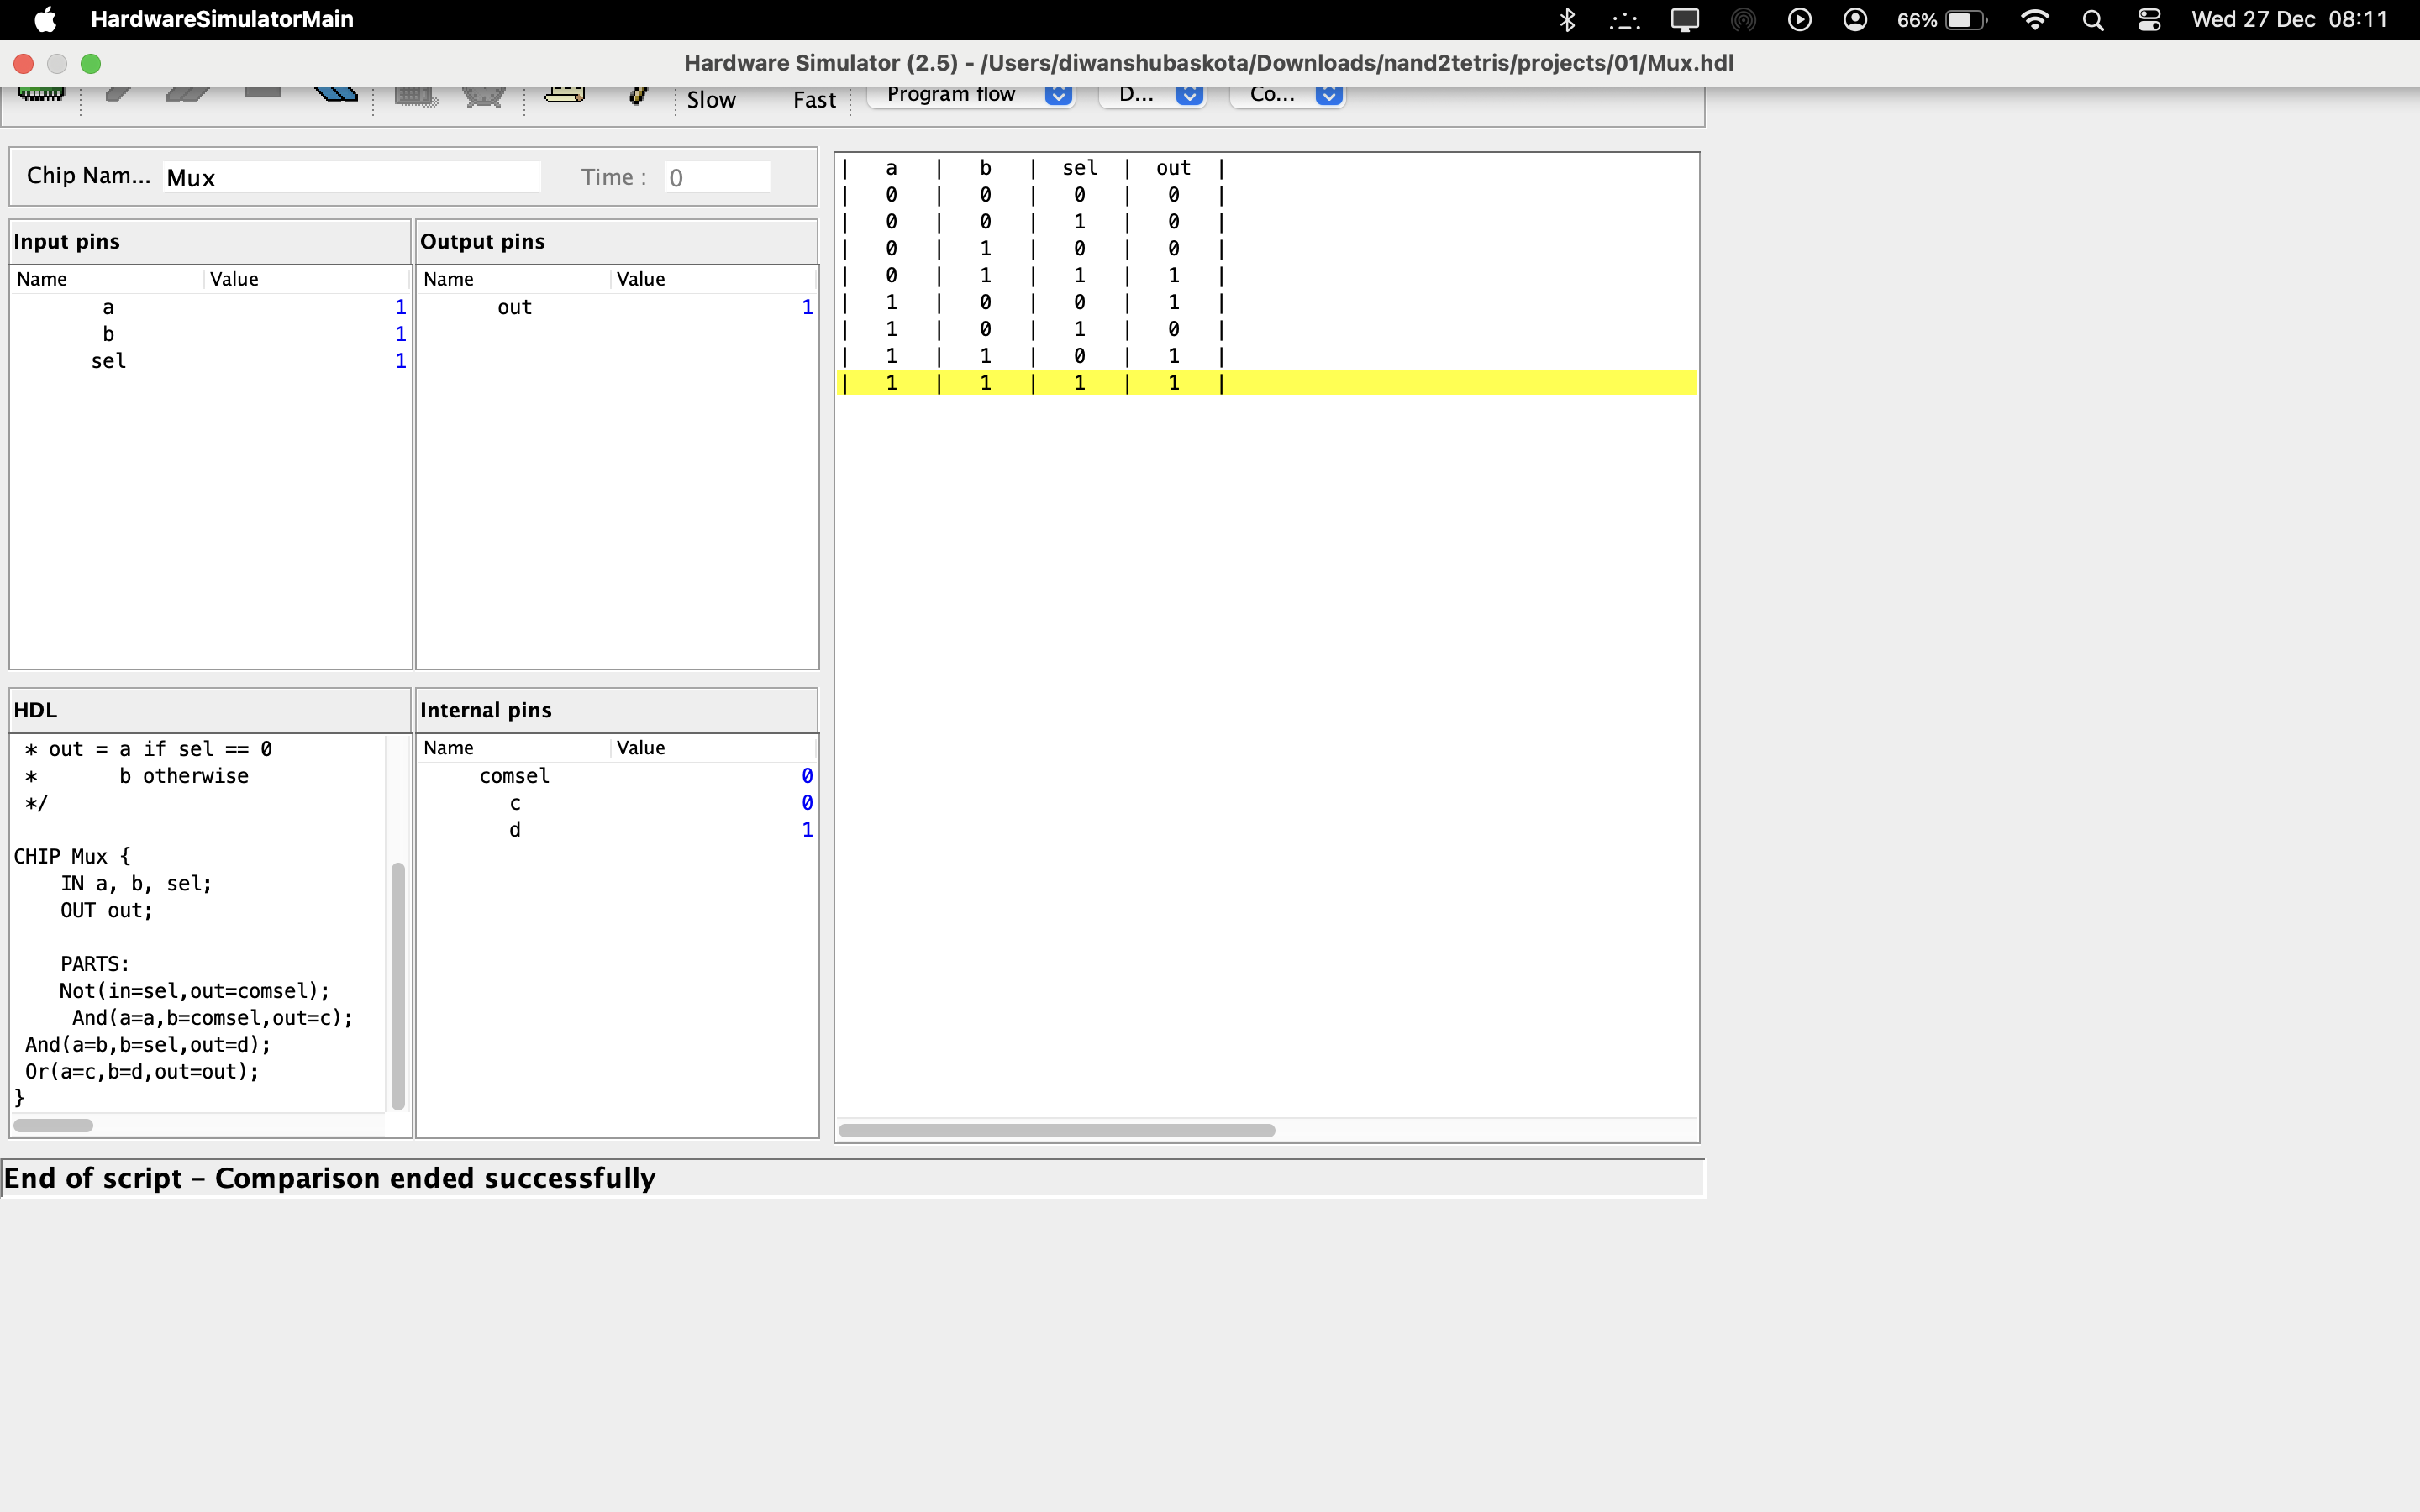 HardwareSimulatorMain 66% Wed 27 Dec 08:11
Hardware Simulator (2.5) - /Users/diwanshubaskota/Downloads/nand2tetris/projects/01/Mux.hdl
Slow Fast Program flow D... Co...
Chip Nam... Mux Time : 0
Input pins
Name Value
a 1
b 1
sel 1
Output pins
Name Value
out 1
HDL
* out = a if sel == 0
* b otherwise
*/
CHIP Mux {
IN a, b, sel;
OUT out;
PARTS:
Not(in=sel,out=comsel);
And(a=a,b=comsel,out=c);
And(a=b,b=sel,out=d);
Or(a=c,b=d,out=out);
}
Internal pins
Name Value
comsel 0
c 0
d 1
| a | b | sel | out |
| 0 | 0 | 0 | 0 |
| 0 | 0 | 1 | 0 |
| 0 | 1 | 0 | 0 |
| 0 | 1 | 1 | 1 |
| 1 | 0 | 0 | 1 |
| 1 | 0 | 1 | 0 |
| 1 | 1 | 0 | 1 |
| 1 | 1 | 1 | 1 |
End of script – Comparison ended successfully